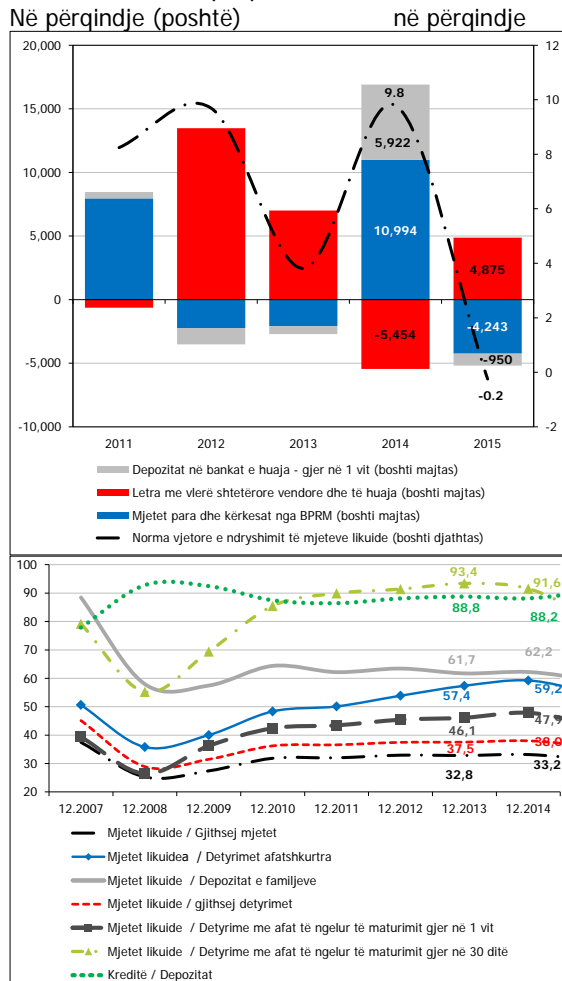 Në përqindje (poshtë) në përqindje
20,000 12
15,000 10
10,000 8
5,000 6
0 4
-5,000 2
-10,000 0
-2
9.8
5,922
10,994
4,875
-5,454
-4,243
-950
-0.2
2011 2012 2013 2014 2015
Depozitat në bankat e huaja - gjer në 1 vit (boshti majtas)
Letra me vlerë shtetërore vendore dhe të huaja (boshti majtas)
Mjetet para dhe kërkesat nga BPRM (boshti majtas)
Norma vjetore e ndryshimit të mjeteve likuide (boshti djathtas)
100
90
80
70
60
50
40
30
20
93,4 91,6
88,8 88,2
61,7 62,2
57,4 59,2
46,1 47,9
37,5 38,0
32,8 33,2
12.2007 12.2008 12.2009 12.2010 12.2011 12.2012 12.2013 12.2014
Mjetet likuide / Gjithsej mjetet
Mjetet likuidea / Detyrimet afatshkurtra
Mjetet likuide / Depozitat e familjeve
Mjetet likuide / gjithsej detyrimet
Mjetet likuide / Detyrime me afat të ngelur të maturimit gjer në 1 vit
Mjetet likuide / Detyrime me afat të ngelur të maturimit gjer në 30 ditë
Kreditë / Depozitat